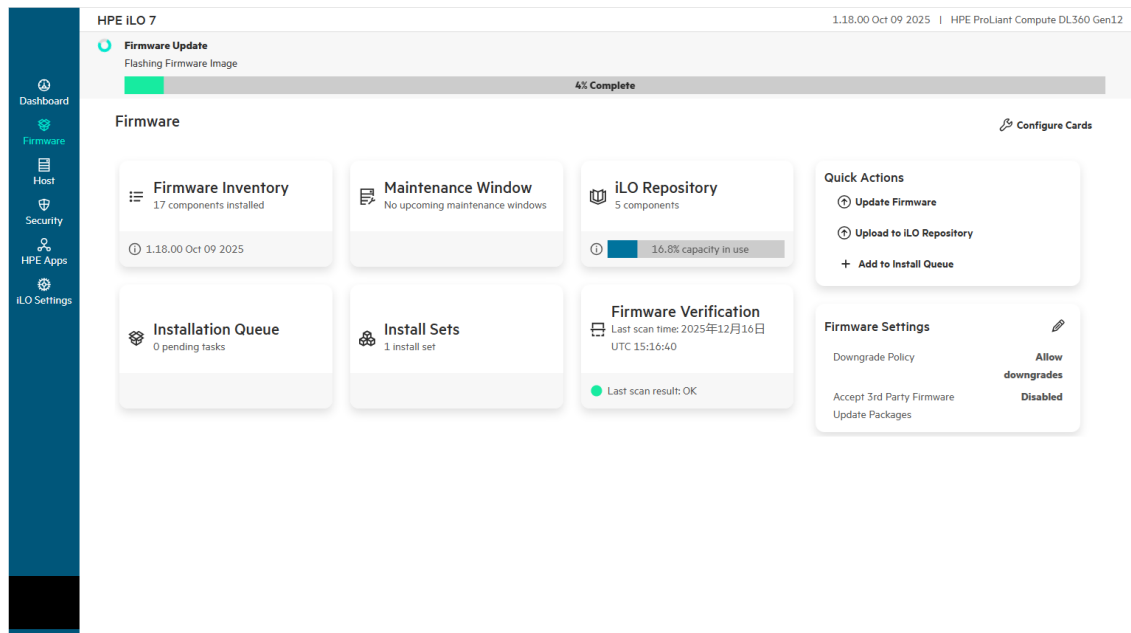 HPE iLO 7
1.18.00 Oct 09 2025 | HPE ProLiant Compute DL360 Gen12
Firmware Update
Flashing Firmware Image
4% Complete
Dashboard
Firmware
Host
Security
HPE Apps
iLO Settings
Firmware
Configure Cards
Firmware Inventory
17 components installed
1.18.00 Oct 09 2025
Maintenance Window
No upcoming maintenance windows
iLO Repository
5 components
16.8% capacity in use
Installation Queue
0 pending tasks
Install Sets
1 install set
Firmware Verification
Last scan time: 2025年12月16日
UTC 15:16:40
Last scan result: OK
Quick Actions
Update Firmware
Upload to iLO Repository
Add to Install Queue
Firmware Settings
Downgrade Policy
Allow
downgrades
Accept 3rd Party Firmware
Update Packages
Disabled